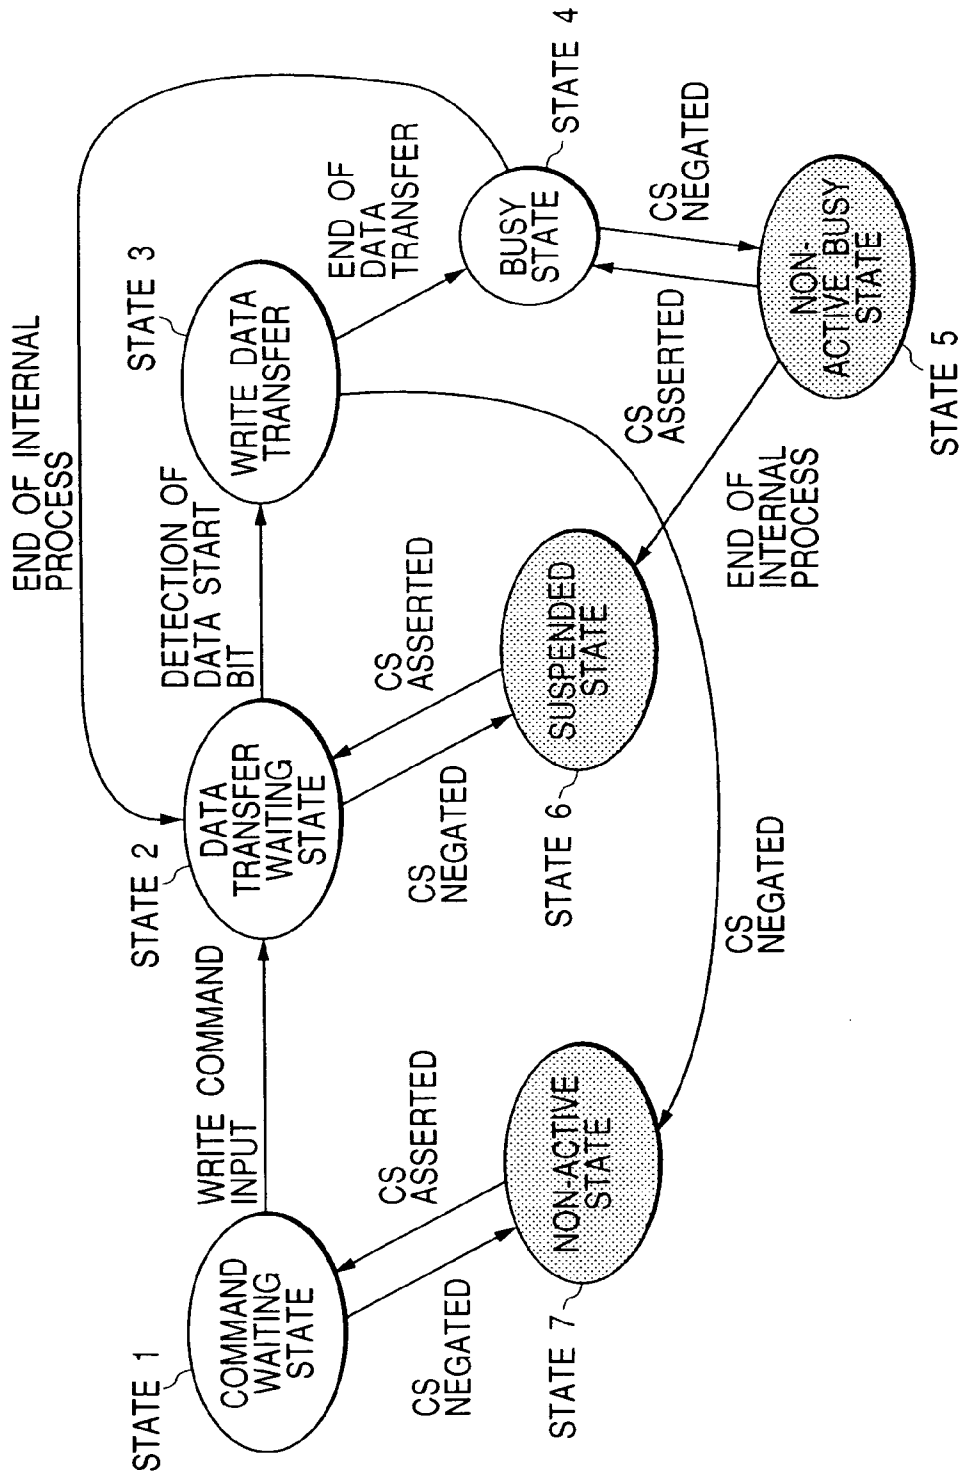 END OF INTERNAL
PROCESS
STATE 1
COMMAND
WAITING
STATE
WRITE COMMAND
INPUT
STATE 2
DATA
TRANSFER
WAITING
STATE
DETECTION OF
DATA START
BIT
STATE 3
WRITE DATA
TRANSFER
END OF
DATA
TRANSFER
BUSY
STATE
STATE 4
CS
NEGATED
CS
ASSERTED
STATE 7
NON-ACTIVE
STATE
CS
NEGATED
CS
ASSERTED
STATE 6
SUSPENDED
STATE
CS
ASSERTED
CS
NEGATED
NON-
ACTIVE BUSY
STATE
STATE 5
END OF
INTERNAL
PROCESS
CS
NEGATED